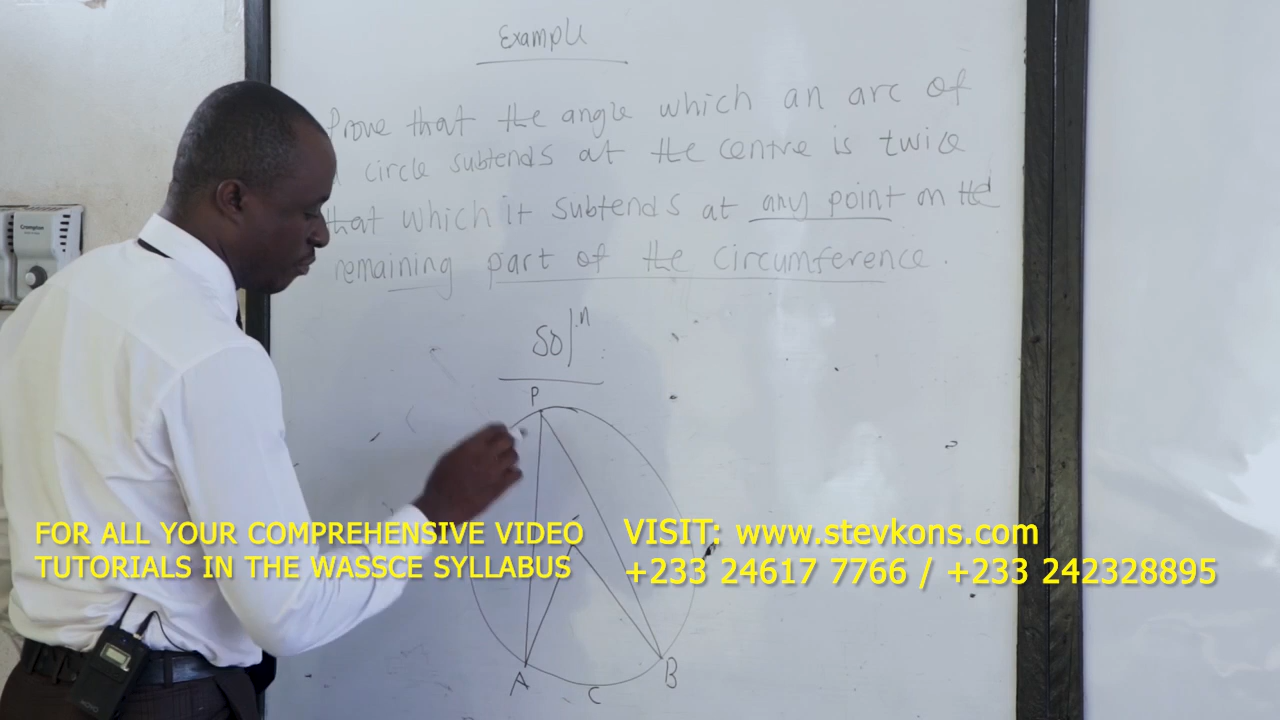 Example
Prove that the angle which an arc of
circle subtends at the centre is twice
that which it subtends at any point on the
remaining part of the circumference.
Sol.n
P
A
C
B
Crompton
FOR ALL YOUR COMPREHENSIVE VIDEO
TUTORIALS IN THE WASSCE SYLLABUS
VISIT: www.stevkons.com
+233 24617 7766 / +233 242328895